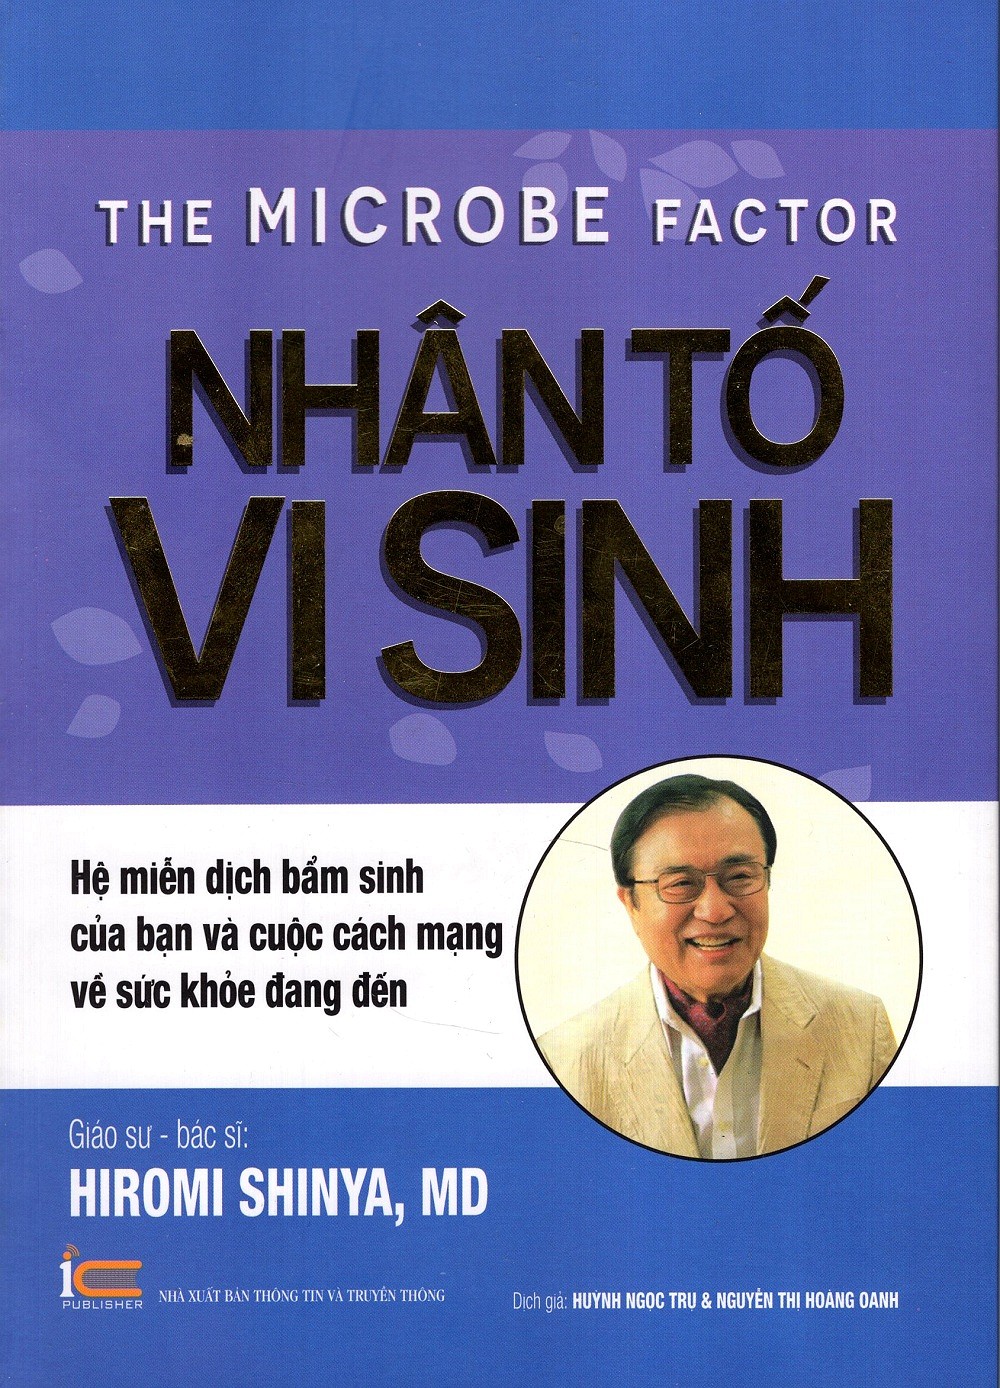 THE MICROBE FACTOR
NHÂN TỐ
VI SINH
Hệ miễn dịch bẩm sinh
của bạn và cuộc cách mạng
về sức khỏe đang đến
Giáo sư - bác sĩ:
HIROMI SHINYA, MD
ic
PUBLISHER
NHÀ XUẤT BẢN THÔNG TIN VÀ TRUYỀN THÔNG
Dịch giả: HUỲNH NGỌC TRỤ & NGUYỄN THỊ HOÀNG OANH